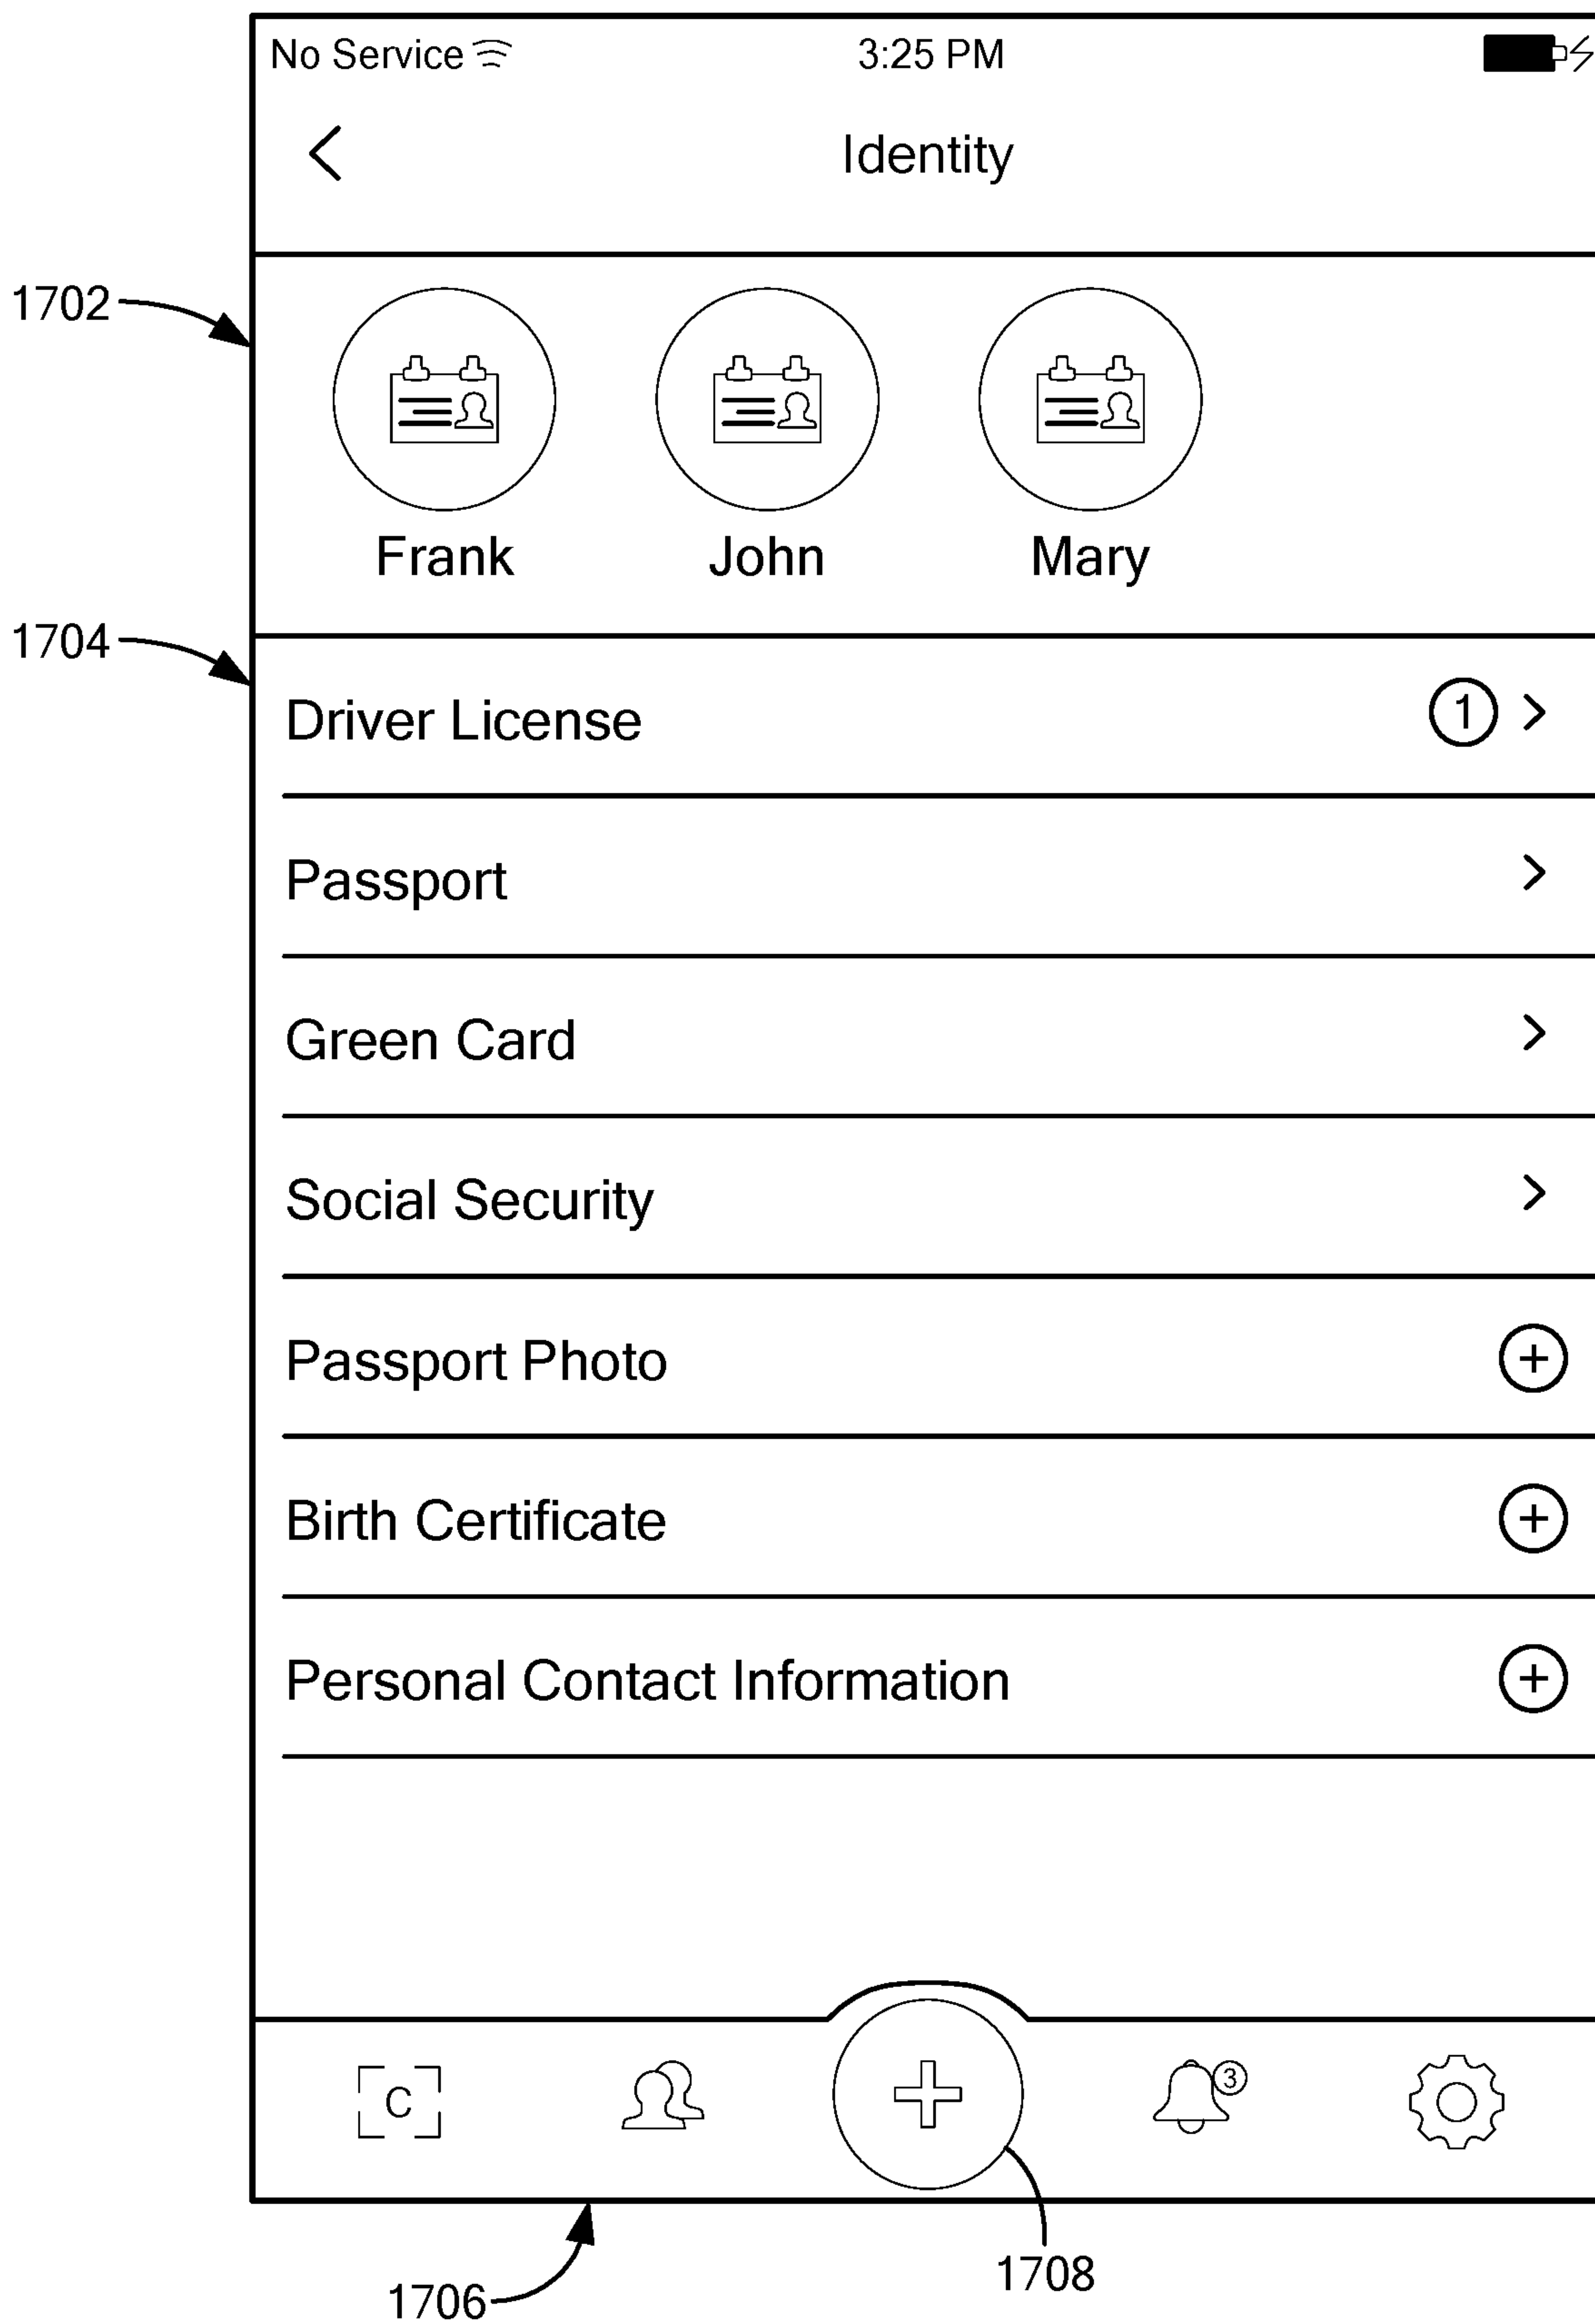 No Service 3:25 PM
Identity
1702
Frank John Mary
1704
Driver License 1 >
Passport >
Green Card >
Social Security >
Passport Photo +
Birth Certificate +
Personal Contact Information +
C + 3
1708
1706